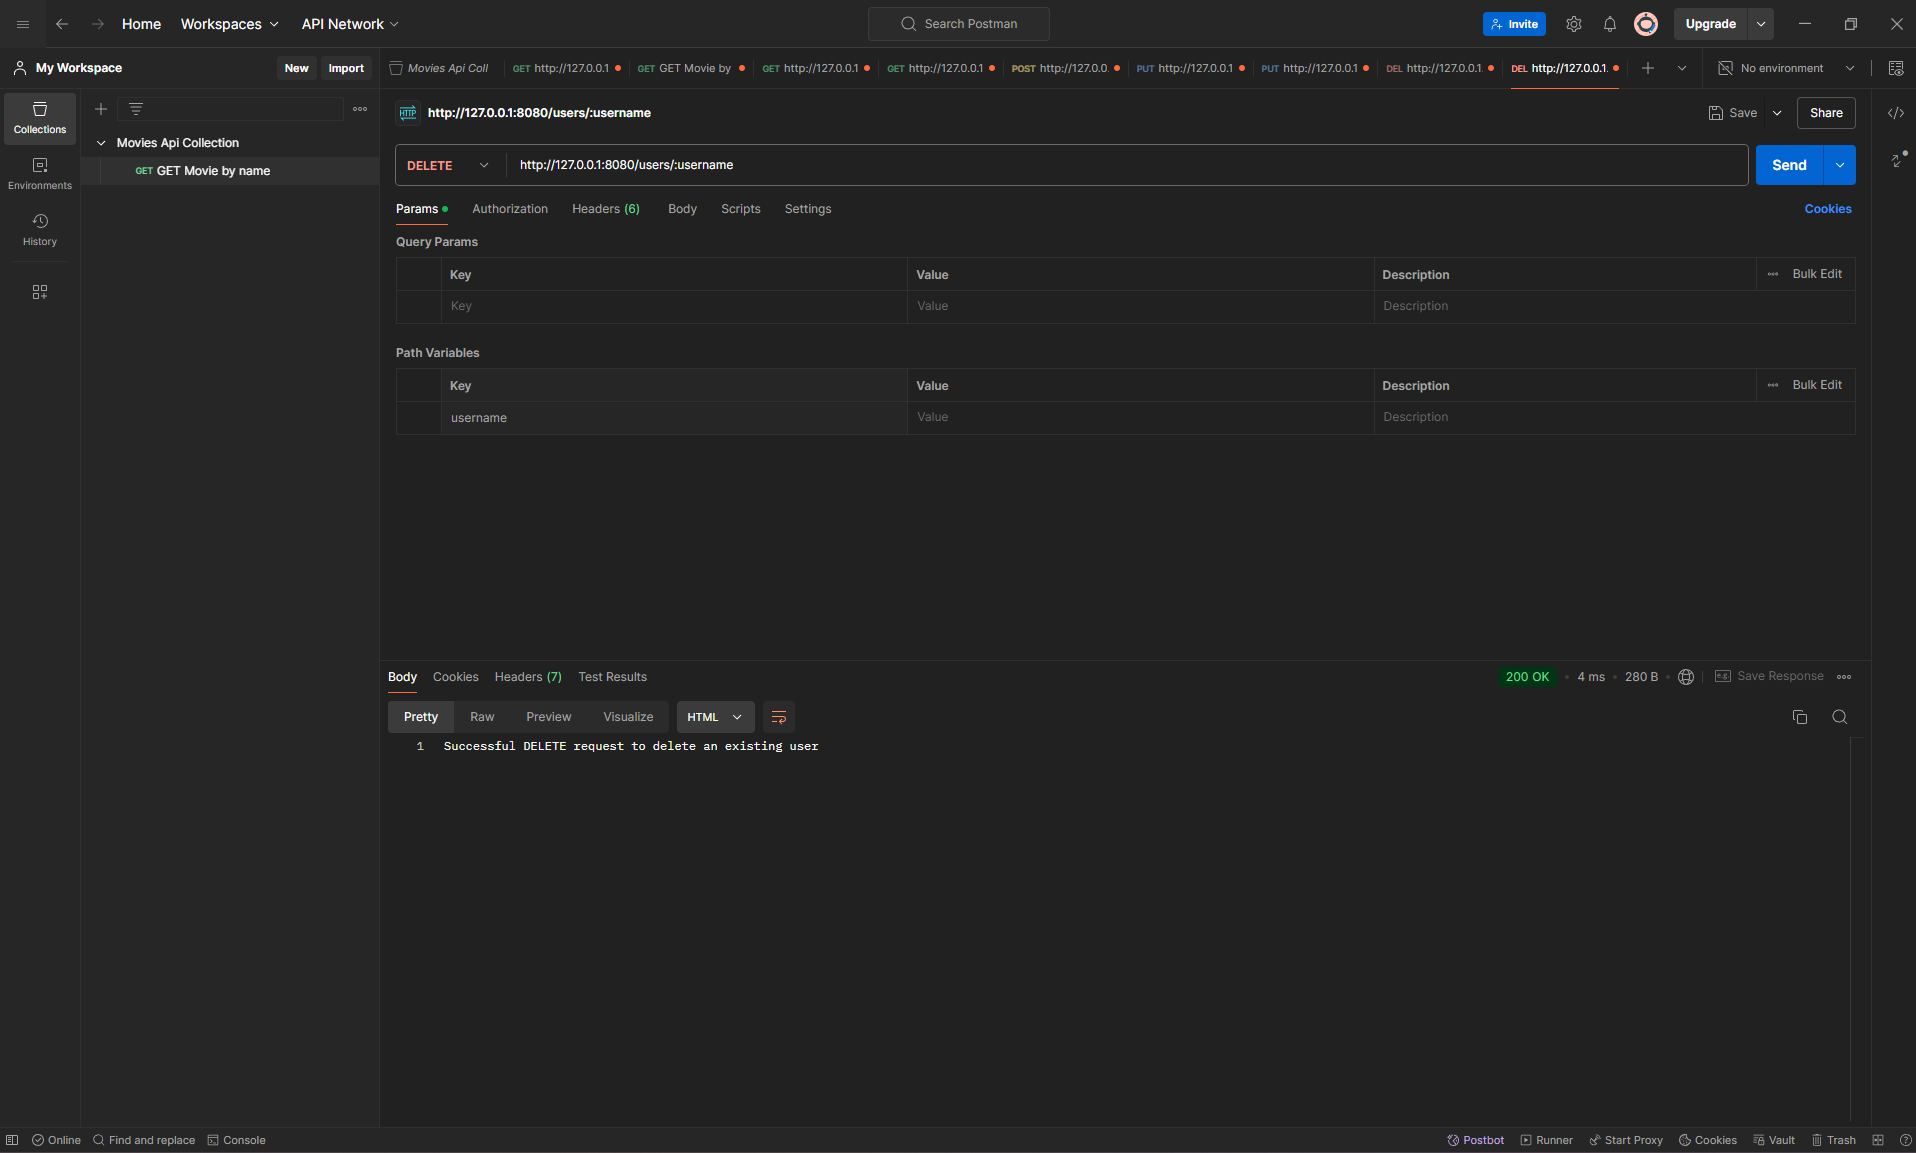 Home Workspaces API Network Search Postman Invite Upgrade
My Workspace New Import Movies Api Coll GET http://127.0.0.1 GET GET Movie by GET http://127.0.0.1 GET http://127.0.0.1 POST http://127.0.0. PUT http://127.0.0.1 PUT http://127.0.0.1 DEL http://127.0.0.1. DEL http://127.0.0.1. No environment
Collections
Environments
History
Movies Api Collection
GET GET Movie by name
HTTP http://127.0.0.1:8080/users/:username Save Share
DELETE http://127.0.0.1:8080/users/:username Send
Params Authorization Headers (6) Body Scripts Settings Cookies
Query Params
Key Value Description Bulk Edit
Key Value Description
Path Variables
Key Value Description Bulk Edit
username Value Description
Body Cookies Headers (7) Test Results 200 OK 4 ms 280 B e.g. Save Response
Pretty Raw Preview Visualize HTML
1 Successful DELETE request to delete an existing user
Online Find and replace Console Postbot Runner Start Proxy Cookies Vault Trash